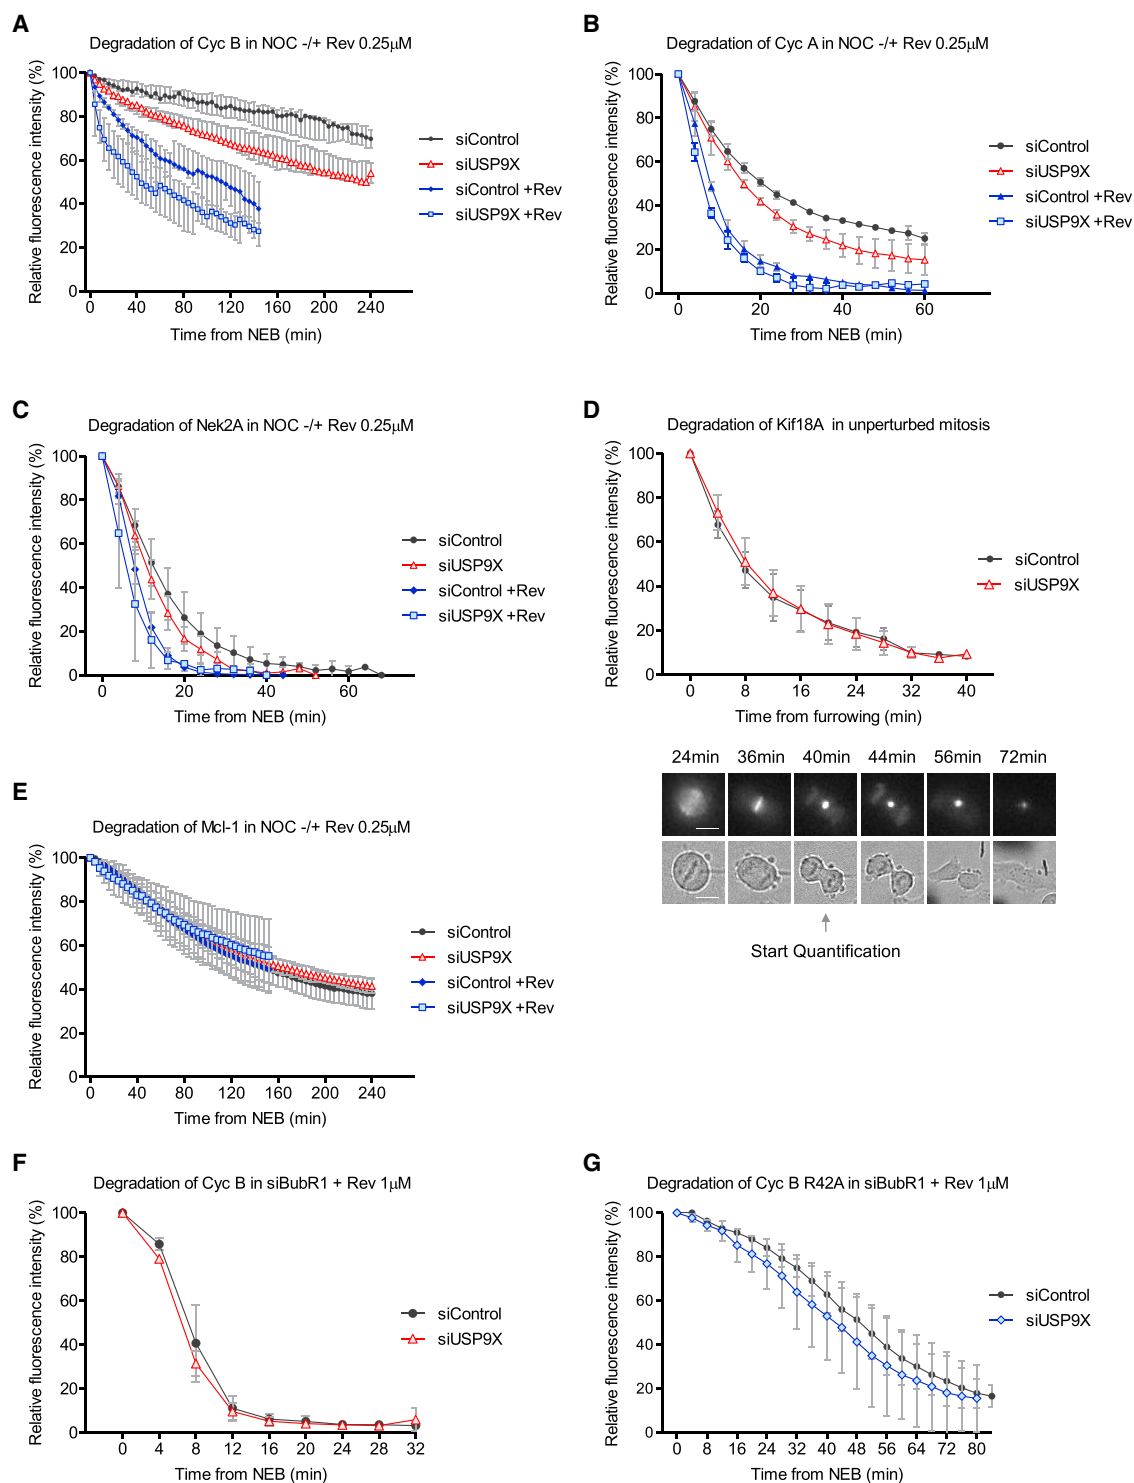 A
Degradation of Cyc B in NOC -/+ Rev 0.25μM
Relative fluorescence intensity (%)
100
80
60
40
20
0
0 40 80 120 160 200 240
Time from NEB (min)
siControl
siUSP9X
siControl +Rev
siUSP9X +Rev
B
Degradation of Cyc A in NOC -/+ Rev 0.25μM
Relative fluorescence intensity (%)
100
80
60
40
20
0
0 20 40 60
Time from NEB (min)
siControl
siUSP9X
siControl +Rev
siUSP9X +Rev
C
Degradation of Nek2A in NOC -/+ Rev 0.25μM
Relative fluorescence intensity (%)
100
80
60
40
20
0
0 20 40 60
Time from NEB (min)
siControl
siUSP9X
siControl +Rev
siUSP9X +Rev
D
Degradation of Kif18A in unperturbed mitosis
Relative fluorescence intensity (%)
100
80
60
40
20
0
0 8 16 24 32 40
Time from furrowing (min)
siControl
siUSP9X
24min 36min 40min 44min 56min 72min
Start Quantification
E
Degradation of Mcl-1 in NOC -/+ Rev 0.25μM
Relative fluorescence intensity (%)
100
80
60
40
20
0
0 40 80 120 160 200 240
Time from NEB (min)
siControl
siUSP9X
siControl +Rev
siUSP9X +Rev
F
Degradation of Cyc B in siBubR1 + Rev 1μM
Relative fluorescence intensity (%)
100
80
60
40
20
0
0 4 8 12 16 20 24 28 32
Time from NEB (min)
siControl
siUSP9X
G
Degradation of Cyc B R42A in siBubR1 + Rev 1μM
Relative fluorescence intensity (%)
100
80
60
40
20
0
0 8 16 24 32 40 48 56 64 72 80
Time from NEB (min)
siControl
siUSP9X